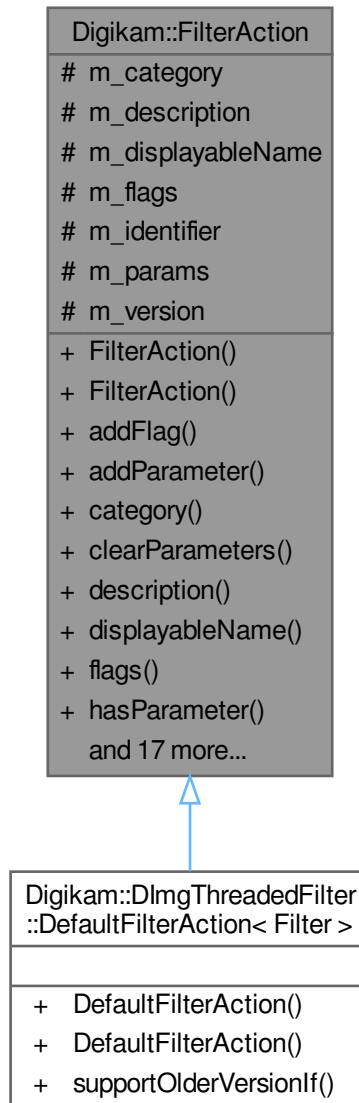 Digikam::FilterAction
# m_category
# m_description
# m_displayableName
# m_flags
# m_identifier
# m_params
# m_version
+ FilterAction()
+ FilterAction()
+ addFlag()
+ addParameter()
+ category()
+ clearParameters()
+ description()
+ displayableName()
+ flags()
+ hasParameter()
and 17 more...
Digikam::DImgThreadedFilter
::DefaultFilterAction< Filter >
+ DefaultFilterAction()
+ DefaultFilterAction()
+ supportOlderVersionIf()